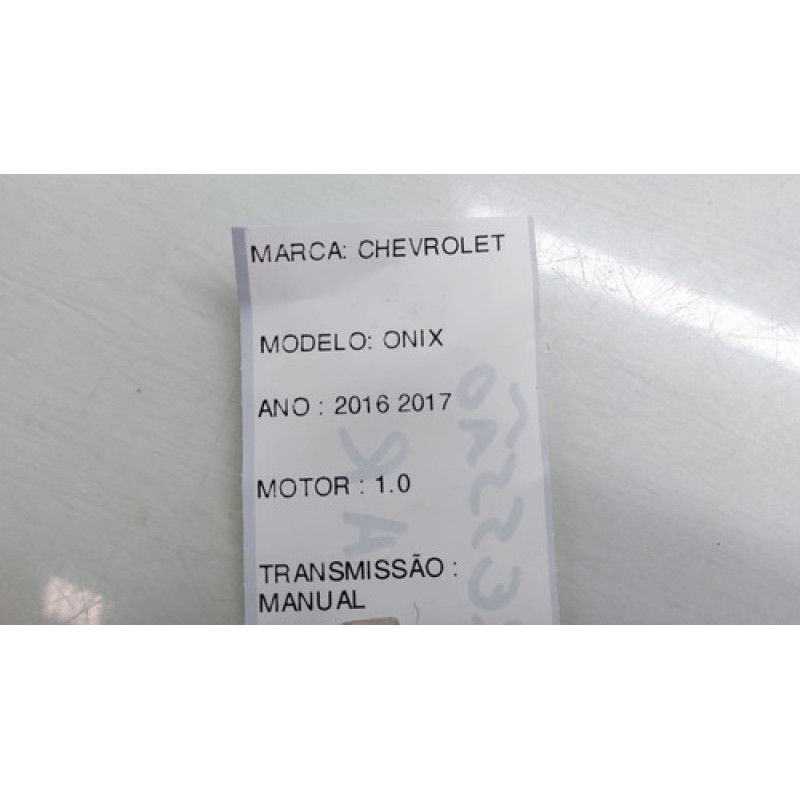 MARCA: CHEVROLET
MODELO: ONIX
ANO : 2016 2017
MOTOR : 1.0
TRANSMISSÃO :
MANUAL